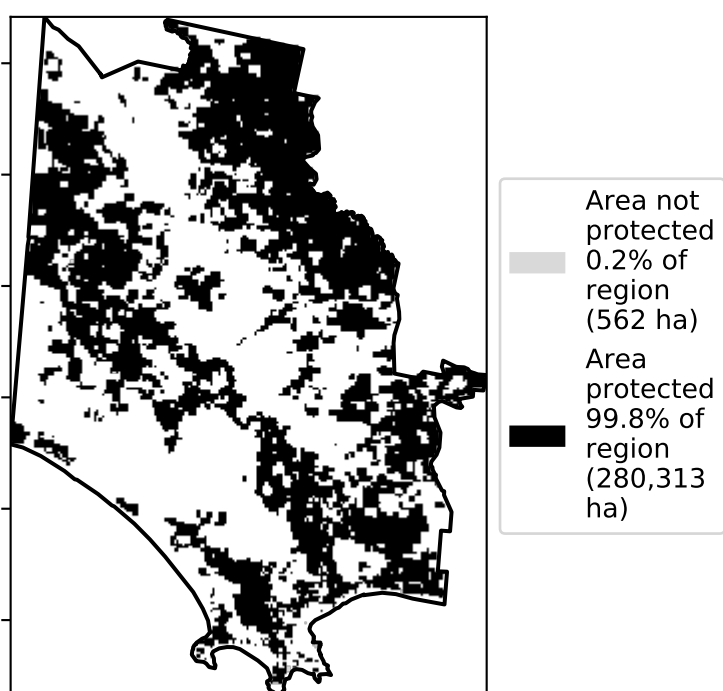 Area not
protected
0.2% of
region
(562 ha)
Area
protected
99.8% of
region
(280,313
ha)